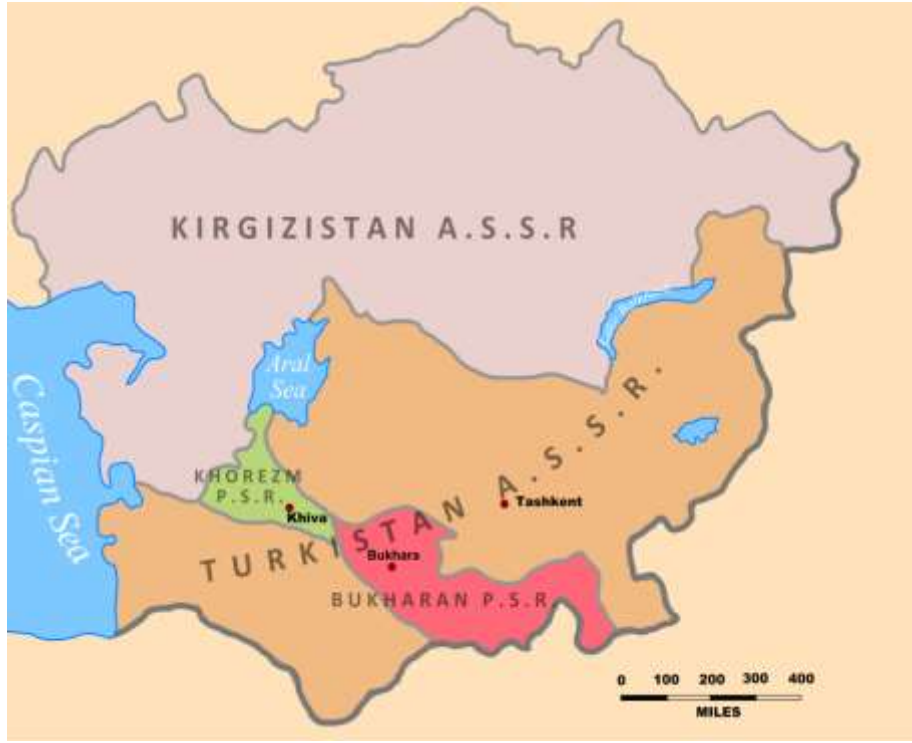 KIRGIZISTAN A.S.S.R
Aral
Sea
Caspian Sea
KHOREZM
P.S.R.
Khiva
TURKISTAN A.S.S.R.
Tashkent
Bukhara
BUKHARAN P.S.R.
0 100 200 300 400
MILES